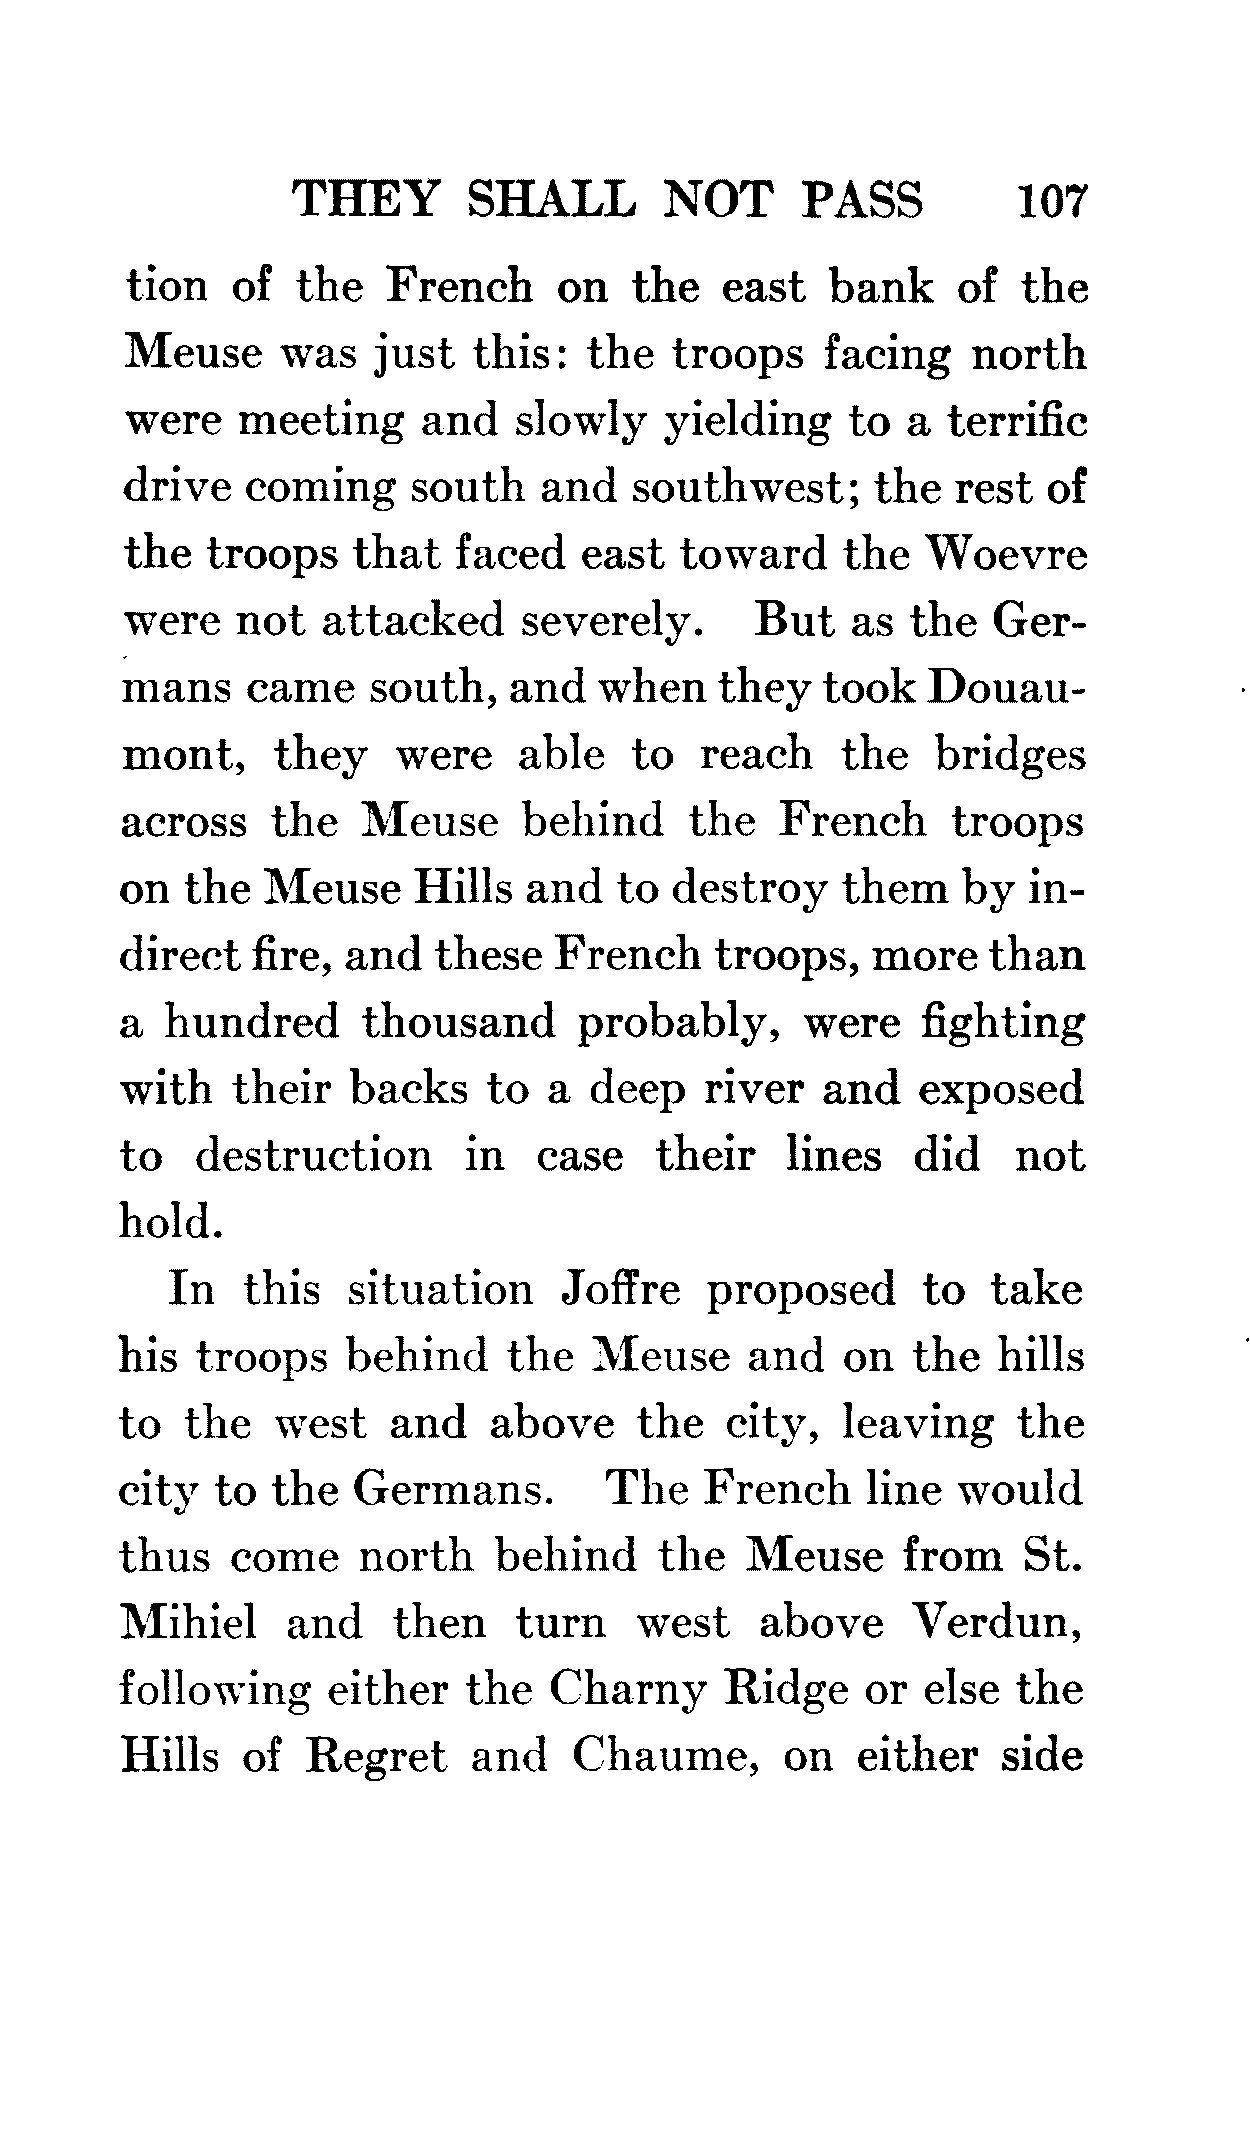 THEY SHALL NOT PASS 107
tion of the French on the east bank of the
Meuse was just this: the troops facing north
were meeting and slowly yielding to a terrific
drive coming south and southwest; the rest of
the troops that faced east toward the Woevre
were not attacked severely. But as the Ger-
mans came south, and when they took Douau-
mont, they were able to reach the bridges
across the Meuse behind the French troops
on the Meuse Hills and to destroy them by in-
direct fire, and these French troops, more than
a hundred thousand probably, were fighting
with their backs to a deep river and exposed
to destruction in case their lines did not
hold.
In this situation Joffre proposed to take
his troops behind the Meuse and on the hills
to the west and above the city, leaving the
city to the Germans. The French line would
thus come north behind the Meuse from St.
Mihiel and then turn west above Verdun,
following either the Charny Ridge or else the
Hills of Regret and Chaume, on either side